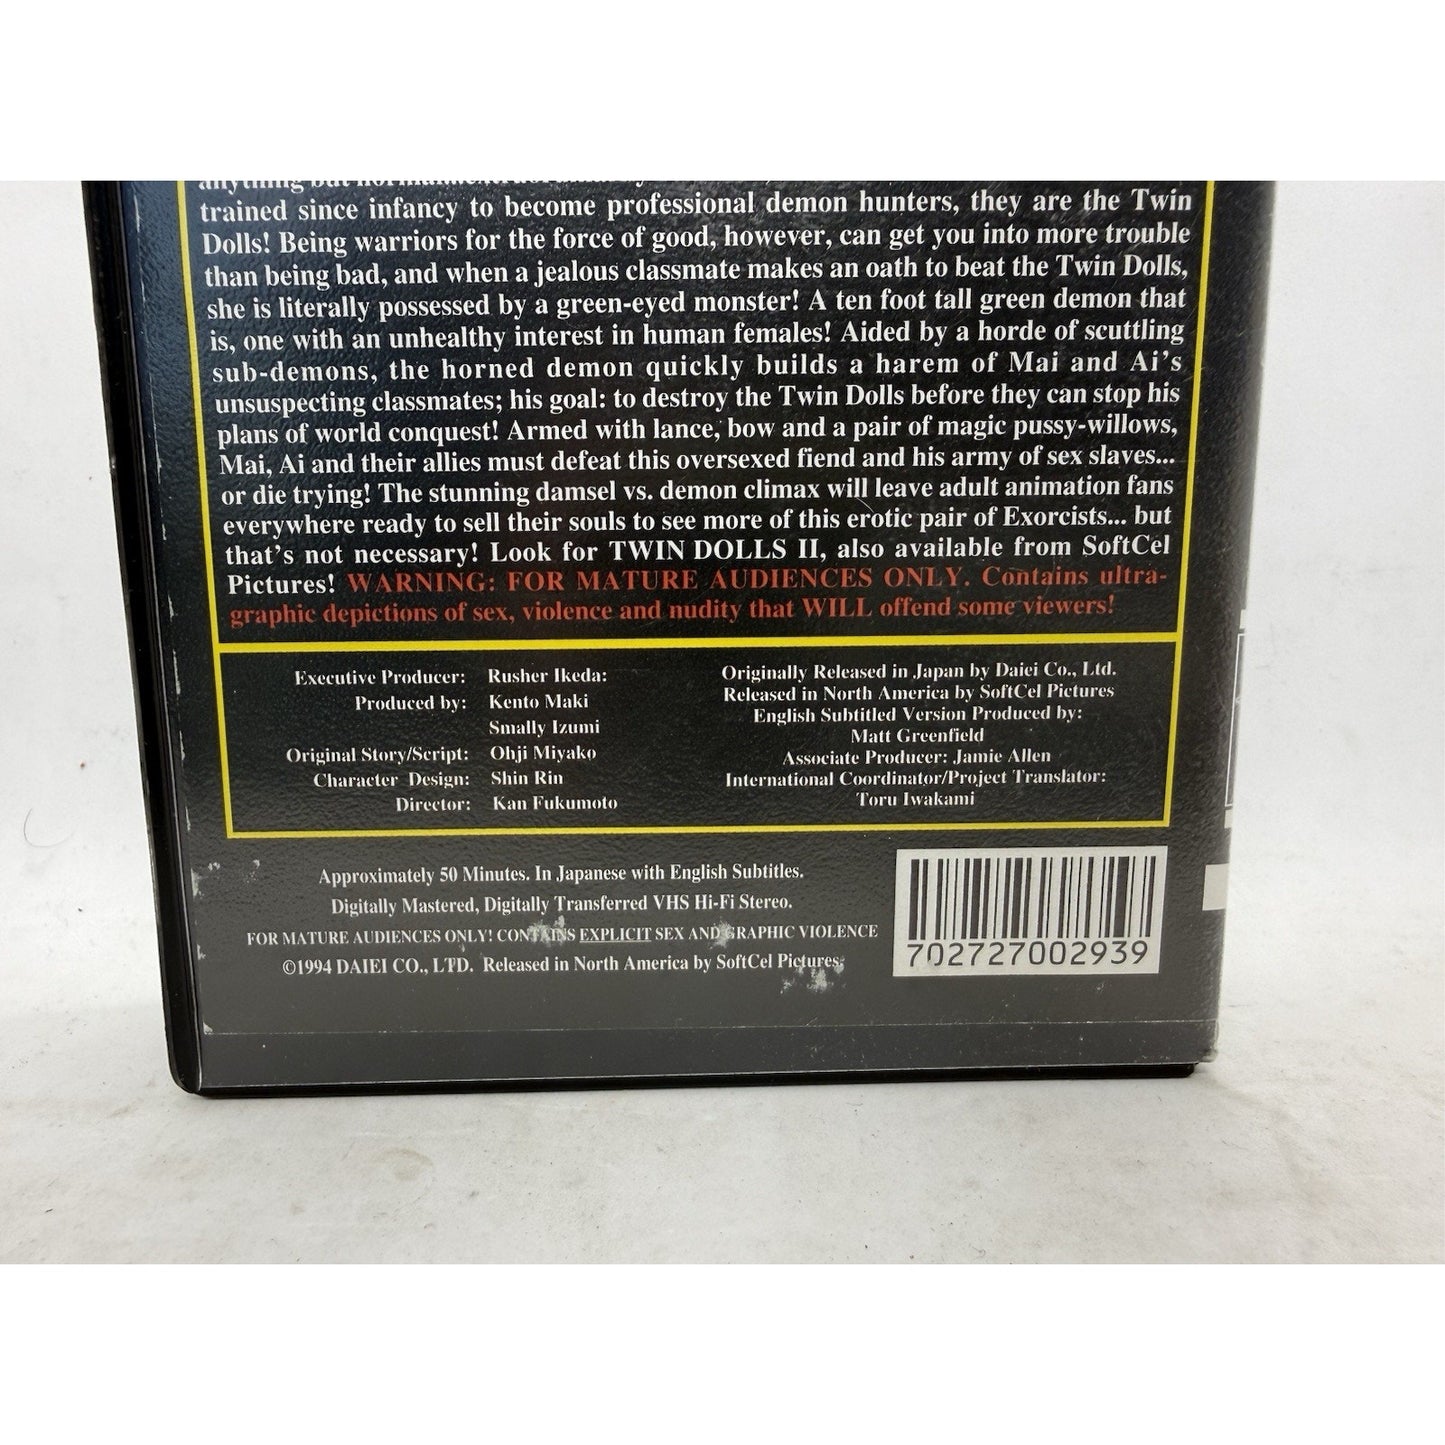 anything but normal...
trained since infancy to become professional demon hunters, they are the Twin
Dolls! Being warriors for the force of good, however, can get you into more trouble
than being bad, and when a jealous classmate makes an oath to beat the Twin Dolls,
she is literally possessed by a green-eyed monster! A ten foot tall green demon that
is, one with an unhealthy interest in human females! Aided by a horde of scuttling
sub-demons, the horned demon quickly builds a harem of Mai and Ai's
unsuspecting classmates; his goal: to destroy the Twin Dolls before they can stop his
plans of world conquest! Armed with lance, bow and a pair of magic pussy-willows,
Mai, Ai and their allies must defeat this oversexed fiend and his army of sex slaves...
or die trying! The stunning damsel vs. demon climax will leave adult animation fans
everywhere ready to sell their souls to see more of this erotic pair of Exorcists... but
that's not necessary! Look for TWIN DOLLS II, also available from SoftCel
Pictures! WARNING: FOR MATURE AUDIENCES ONLY. Contains ultra-
graphic depictions of sex, violence and nudity that WILL offend some viewers!
Executive Producer: Rusher Ikeda:
Produced by: Kento Maki
Smally Izumi
Original Story/Script: Ohji Miyako
Character Design: Shin Rin
Director: Kan Fukumoto
Originally Released in Japan by Daiei Co., Ltd.
Released in North America by SoftCel Pictures
English Subtitled Version Produced by:
Matt Greenfield
Associate Producer: Jamie Allen
International Coordinator/Project Translator:
Toru Iwakami
Approximately 50 Minutes. In Japanese with English Subtitles.
Digitally Mastered, Digitally Transferred VHS Hi-Fi Stereo.
FOR MATURE AUDIENCES ONLY! CONTAINS EXPLICIT SEX AND GRAPHIC VIOLENCE
©1994 DAIEI CO., LTD. Released in North America by SoftCel Pictures.
702727002939